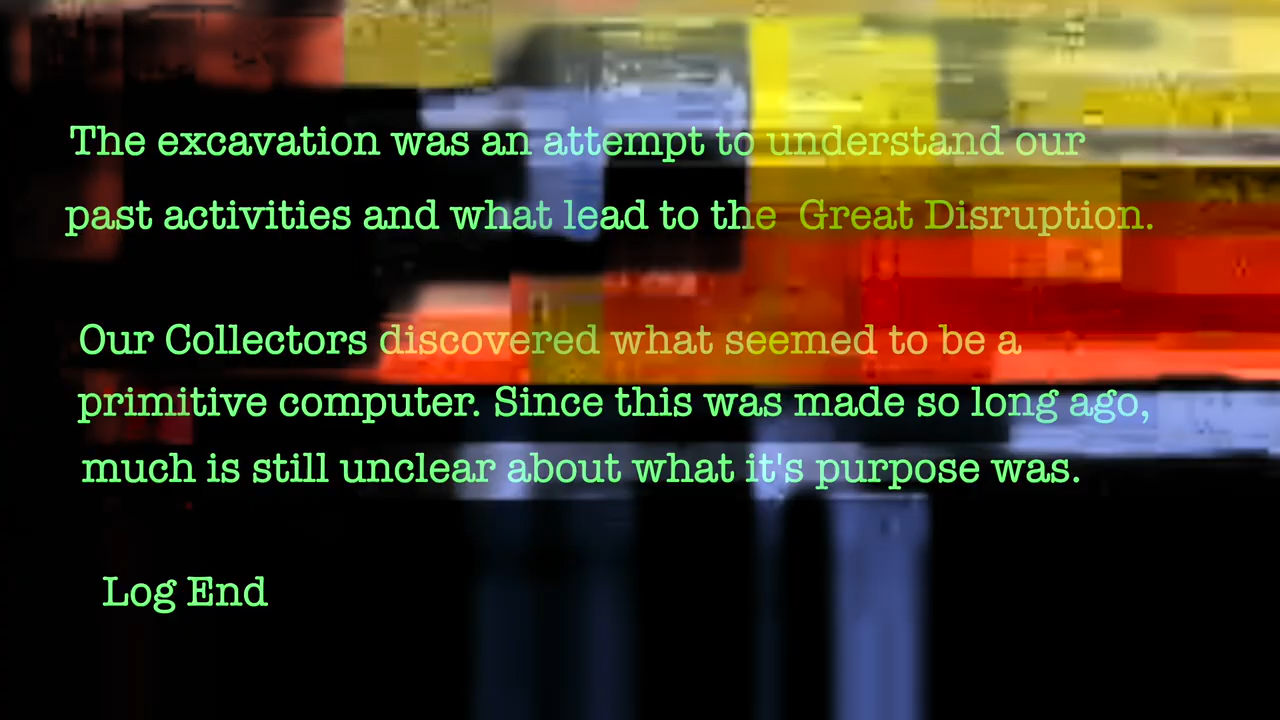 The excavation was an attempt to understand our
past activities and what lead to the  Great Disruption.
Our Collectors discovered what seemed to be a
primitive computer. Since this was made so long ago,
much is still unclear about what it's purpose was.
Log End